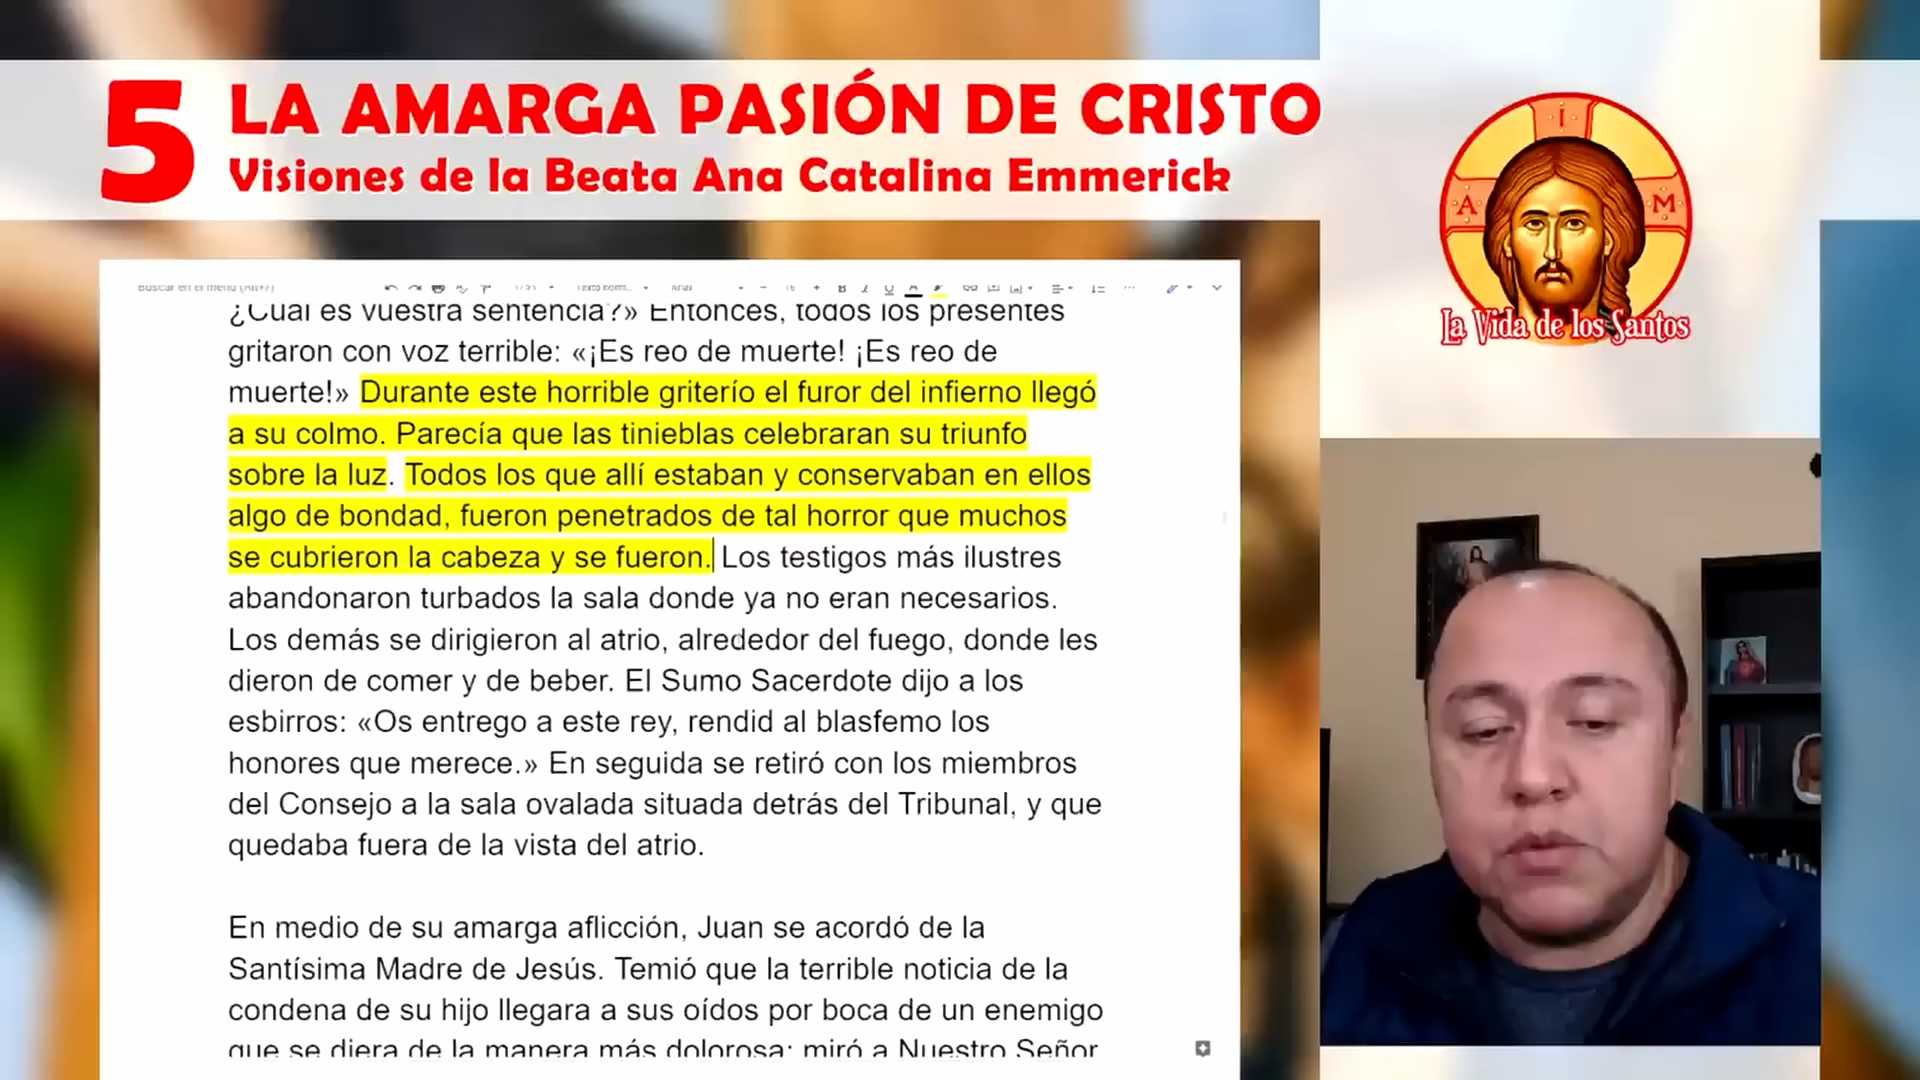 5
LA AMARGA PASIÓN DE CRISTO
Visiones de la Beata Ana Catalina Emmerick
I
A M
La Vida de los Santos
Buscar en el menú (Alt+/)
¿Cuál es vuestra sentencia?» Entonces, todos los presentes
gritaron con voz terrible: «¡Es reo de muerte! ¡Es reo de
muerte!» Durante este horrible griterío el furor del infierno llegó
a su colmo. Parecía que las tinieblas celebraran su triunfo
sobre la luz. Todos los que allí estaban y conservaban en ellos
algo de bondad, fueron penetrados de tal horror que muchos
se cubrieron la cabeza y se fueron. Los testigos más ilustres
abandonaron turbados la sala donde ya no eran necesarios.
Los demás se dirigieron al atrio, alrededor del fuego, donde les
dieron de comer y de beber. El Sumo Sacerdote dijo a los
esbirros: «Os entrego a este rey, rendid al blasfemo los
honores que merece.» En seguida se retiró con los miembros
del Consejo a la sala ovalada situada detrás del Tribunal, y que
quedaba fuera de la vista del atrio.
En medio de su amarga aflicción, Juan se acordó de la
Santísima Madre de Jesús. Temió que la terrible noticia de la
condena de su hijo llegara a sus oídos por boca de un enemigo
que se diera de la manera más dolorosa; miró a Nuestro Señor